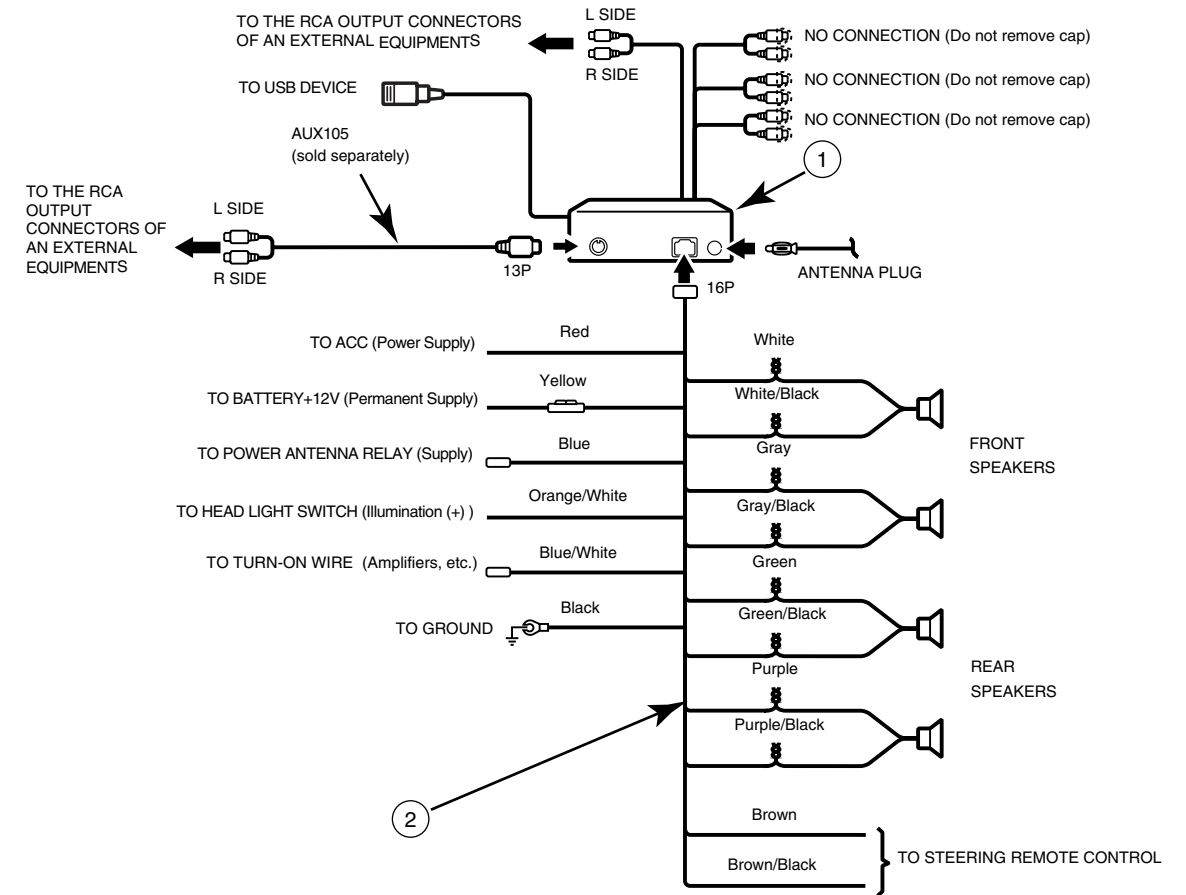 TO THE RCA OUTPUT CONNECTORS
OF AN EXTERNAL EQUIPMENTS
L SIDE
R SIDE
NO CONNECTION (Do not remove cap)
NO CONNECTION (Do not remove cap)
NO CONNECTION (Do not remove cap)
TO USB DEVICE
AUX105
(sold separately)
1
TO THE RCA
OUTPUT
CONNECTORS OF
AN EXTERNAL
EQUIPMENTS
L SIDE
R SIDE
13P
ANTENNA PLUG
16P
TO ACC (Power Supply)
Red
TO BATTERY+12V (Permanent Supply)
Yellow
TO POWER ANTENNA RELAY (Supply)
Blue
TO HEAD LIGHT SWITCH (Illumination (+) )
Orange/White
TO TURN-ON WIRE (Amplifiers, etc.)
Blue/White
TO GROUND
Black
White
White/Black
Gray
Gray/Black
FRONT
SPEAKERS
Green
Green/Black
Purple
Purple/Black
REAR
SPEAKERS
2
Brown
Brown/Black
TO STEERING REMOTE CONTROL